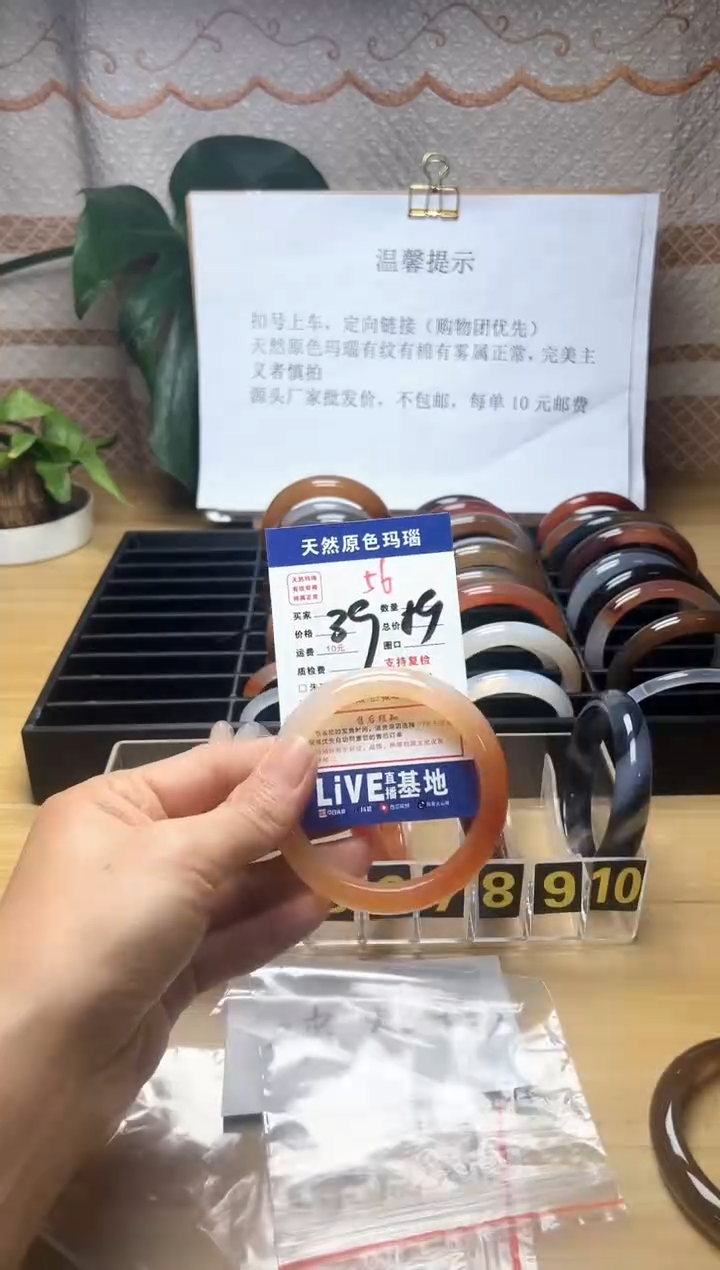 温馨提示
扣号上车，定向链接（购物团优先）
天然原色玛瑙有纹有棉有雾属正常，完美主
义者慎拍
源头厂家批发价，不包邮，每单10元邮费
天然原色玛瑙
56
买家 数量
价格 39 总价 49
运费 10元 圈口
质检费 支持复检
售后须知
LiVE直播基地
8 9 10